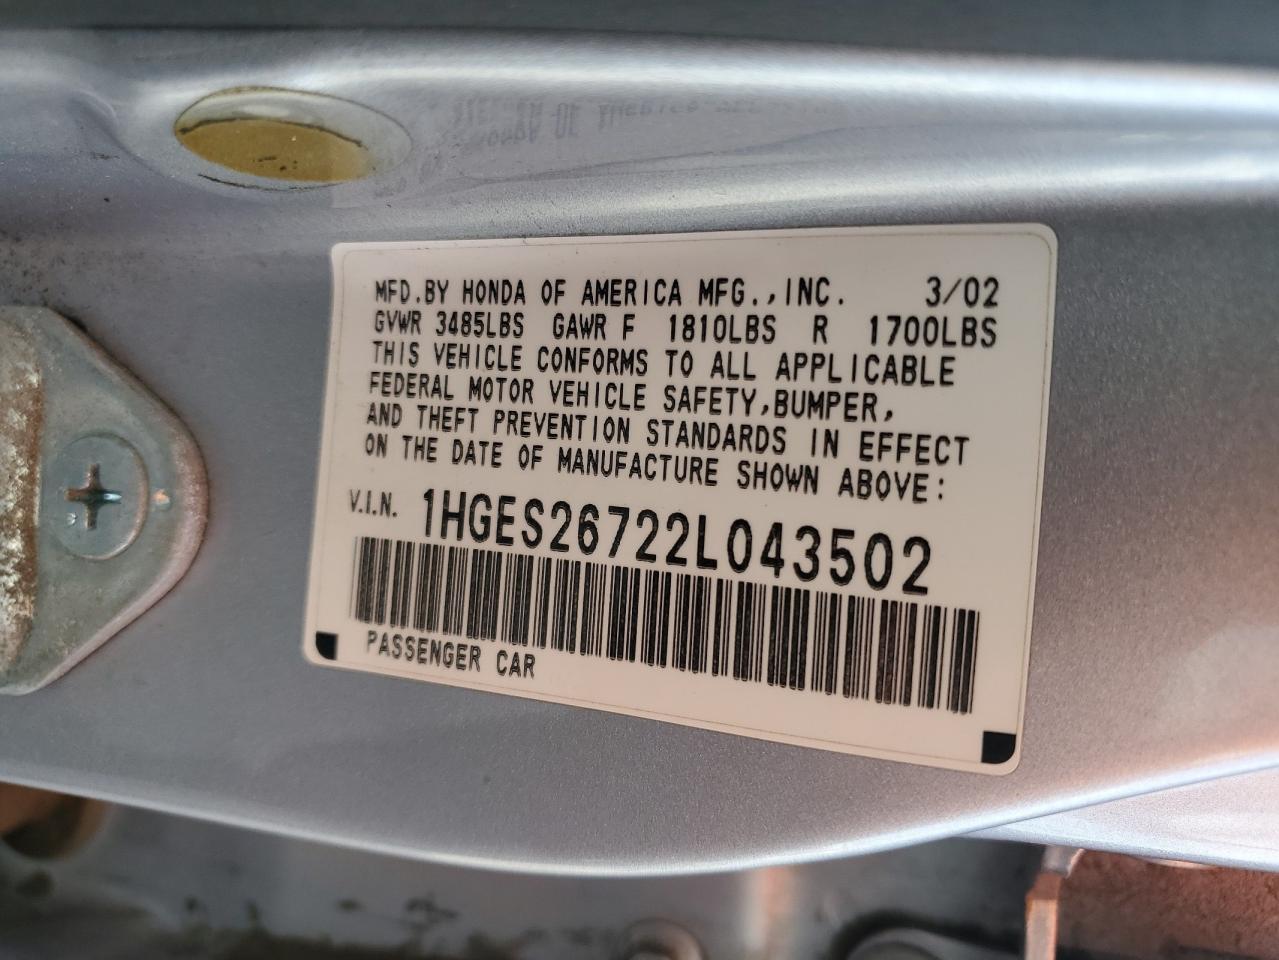 MFD.BY HONDA OF AMERICA MFG.,INC. 3/02
GVWR 3485LBS GAWR F 1810LBS R 1700LBS
THIS VEHICLE CONFORMS TO ALL APPLICABLE
FEDERAL MOTOR VEHICLE SAFETY,BUMPER,
AND THEFT PREVENTION STANDARDS IN EFFECT
ON THE DATE OF MANUFACTURE SHOWN ABOVE:
V.I.N. 1HGES26722L043502
PASSENGER CAR